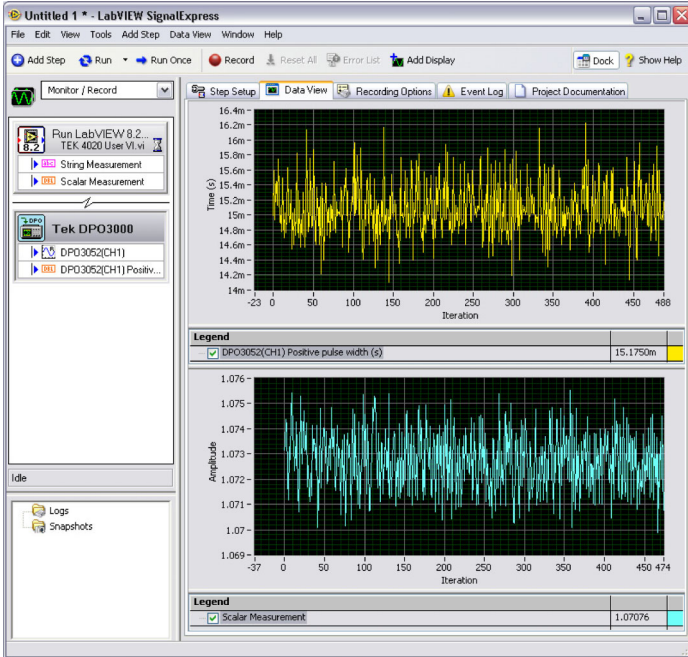 Untitled 1 * - LabVIEW SignalExpress
File Edit View Tools Add Step Data View Window Help
Add Step Run Run Once Record Reset All Error List Add Display Dock Show Help
Monitor / Record
Step Setup Data View Recording Options Event Log Project Documentation
8.2
Run LabVIEW 8.2...
TEK 4020 User VI.vi
abc String Measurement
Scalar Measurement
DPO
Tek DPO3000
DPO3052(CH1)
DPO3052(CH1) Positiv...
Idle
Logs
Snapshots
16.4m
16.2m
16m
15.8m
15.6m
15.4m
15.2m
15m
14.8m
14.6m
14.4m
14.2m
14m
Time (s)
-23 0 50 100 150 200 250 300 350 400 450 488
Iteration
Legend
DPO3052(CH1) Positive pulse width (s) 15.1750m
1.076
1.075
1.074
1.073
1.072
1.071
1.07
1.069
Amplitude
-37 0 50 100 150 200 250 300 350 400 450 474
Iteration
Legend
Scalar Measurement 1.07076